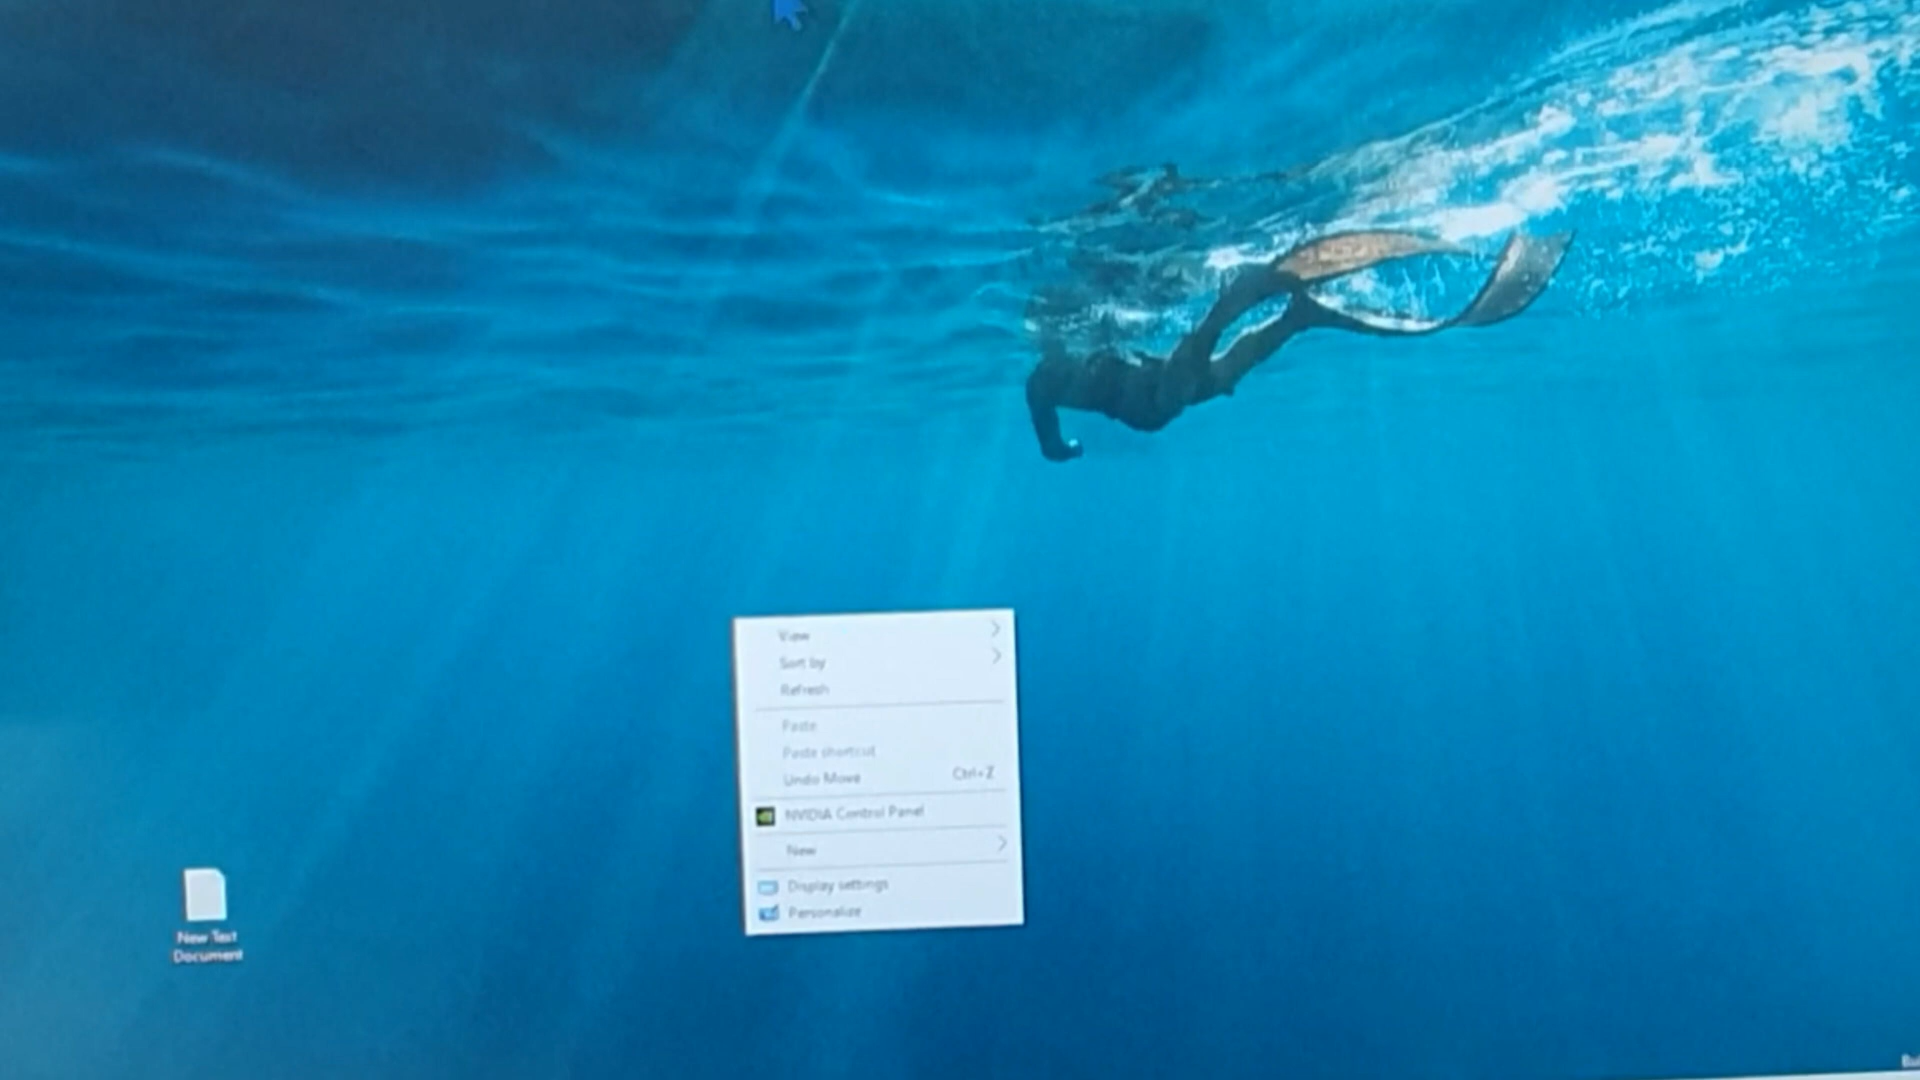 View
Sort by
Refresh
Paste
Paste shortcut
Undo Move Ctrl+Z
NVIDIA Control Panel
New
Display settings
Personalize
New Text
Document